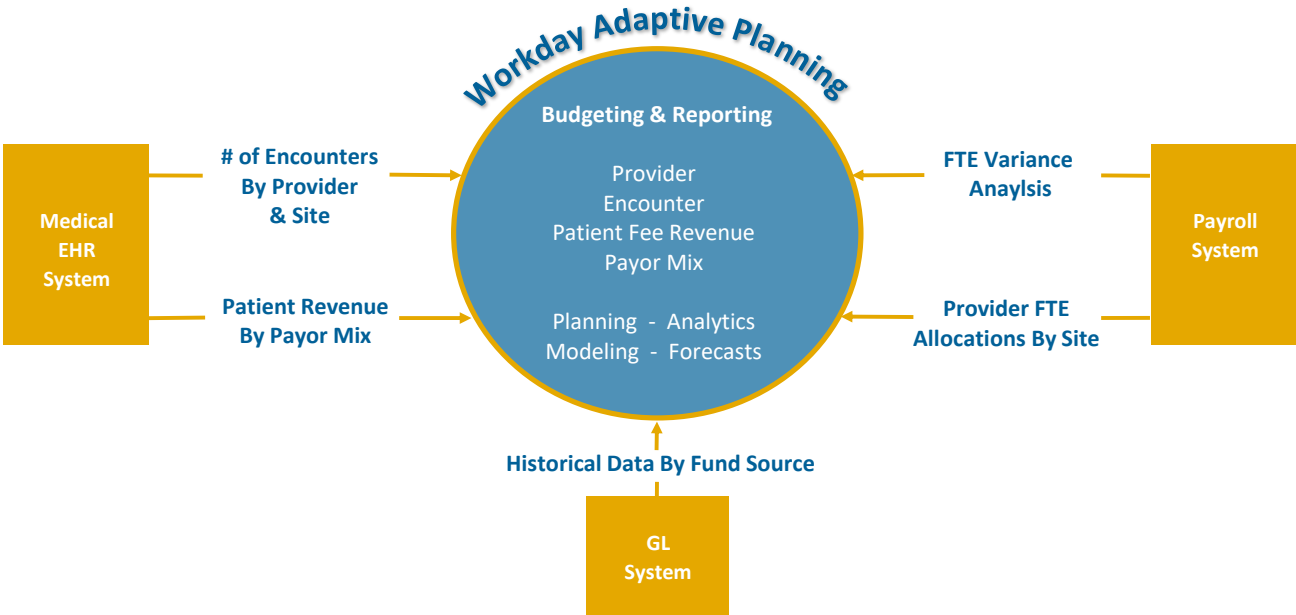 Workday Adaptive Planning
Budgeting & Reporting
Provider
Encounter
Patient Fee Revenue
Payor Mix
Planning - Analytics
Modeling - Forecasts
Medical
EHR
System
# of Encounters
By Provider
& Site
Patient Revenue
By Payor Mix
FTE Variance
Anaylsis
Provider FTE
Allocations By Site
Payroll
System
Historical Data By Fund Source
GL
System